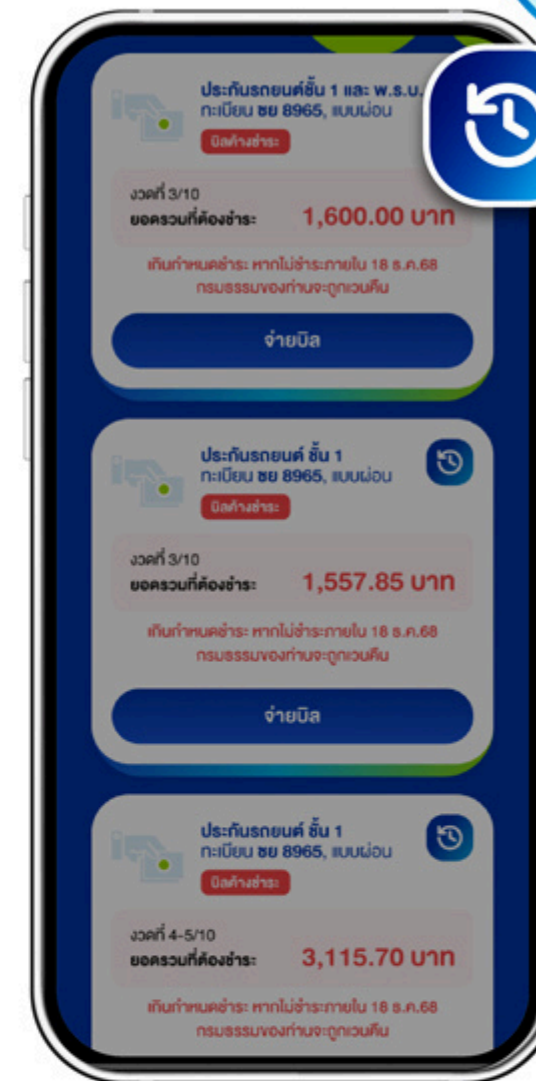 ประกันรถยนต์ชั้น 1 และ พ.ร.บ.
ทะเบียน ชย 8965, แบบผ่อน
บิลค้างชำระ
งวดที่ 3/10
ยอดรวมที่ต้องชำระ: 1,600.00 บาท
เกินกำหนดชำระ หากไม่ชำระภายใน 18 ธ.ค.68
กรมธรรมของท่านจะถูกเวนคืน
จ่ายบิล
ประกันรถยนต์ ชั้น 1
ทะเบียน ชย 8965, แบบผ่อน
บิลค้างชำระ
งวดที่ 3/10
ยอดรวมที่ต้องชำระ: 1,557.85 บาท
เกินกำหนดชำระ หากไม่ชำระภายใน 18 ธ.ค.68
กรมธรรมของท่านจะถูกเวนคืน
จ่ายบิล
ประกันรถยนต์ ชั้น 1
ทะเบียน ชย 8965, แบบผ่อน
บิลค้างชำระ
งวดที่ 4-5/10
ยอดรวมที่ต้องชำระ: 3,115.70 บาท
เกินกำหนดชำระ หากไม่ชำระภายใน 18 ธ.ค.68
กรมธรรมของท่านจะถูกเวนคืน